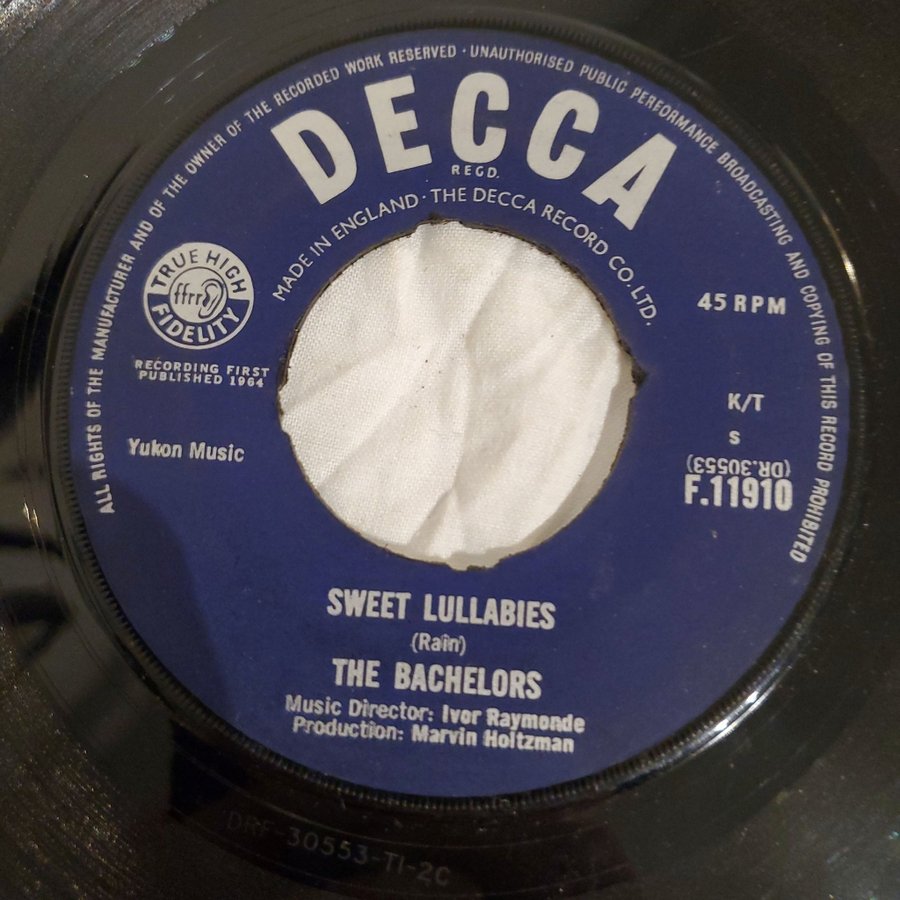 ALL RIGHTS OF THE MANUFACTURER AND OF THE OWNER OF THE RECORDED WORK RESERVED · UNAUTHORISED PUBLIC PERFORMANCE BROADCASTING AND COPYING OF THIS RECORD PROHIBITED
DECCA
REGD.
MADE IN ENGLAND · THE DECCA RECORD CO. LTD.
TRUE HIGH
ffrr
FIDELITY
RECORDING FIRST
PUBLISHED 1964
Yukon Music
45 RPM
K/T
S
(DR.30553)
F.11910
SWEET LULLABIES
(Rain)
THE BACHELORS
Music Director: Ivor Raymonde
Production: Marvin Holtzman
DRF-30553-T1-2C